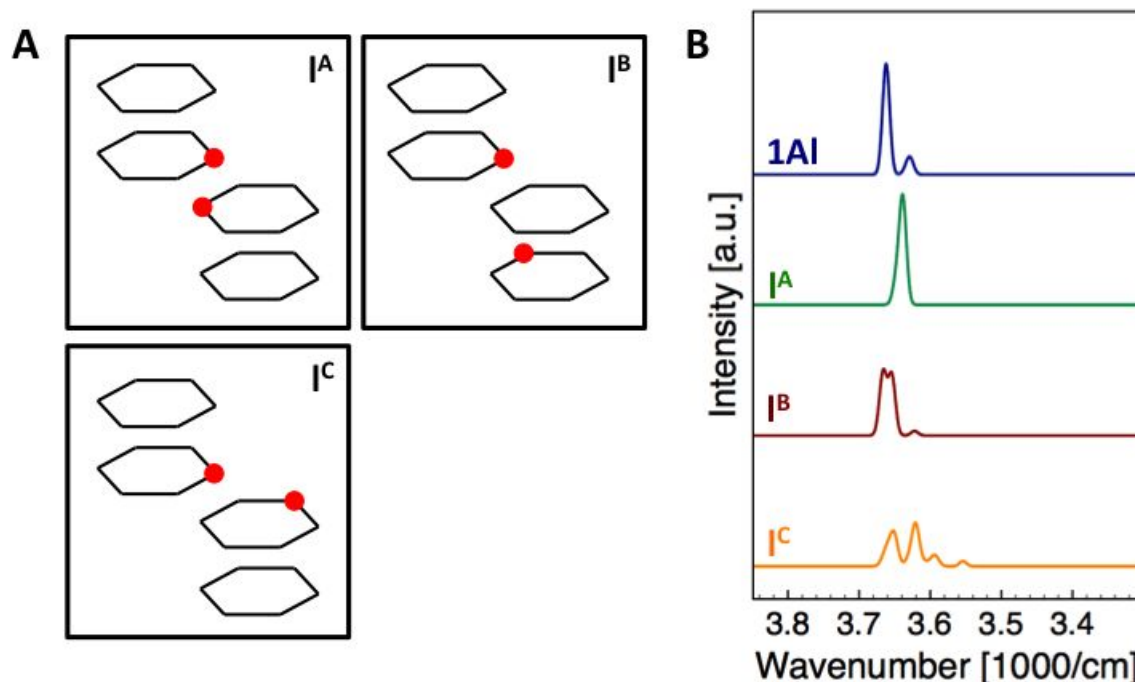 A
I^A
I^B
I^C
B
1Al
I^A
I^B
I^C
Intensity [a.u.]
3.8 3.7 3.6 3.5 3.4
Wavenumber [1000/cm]